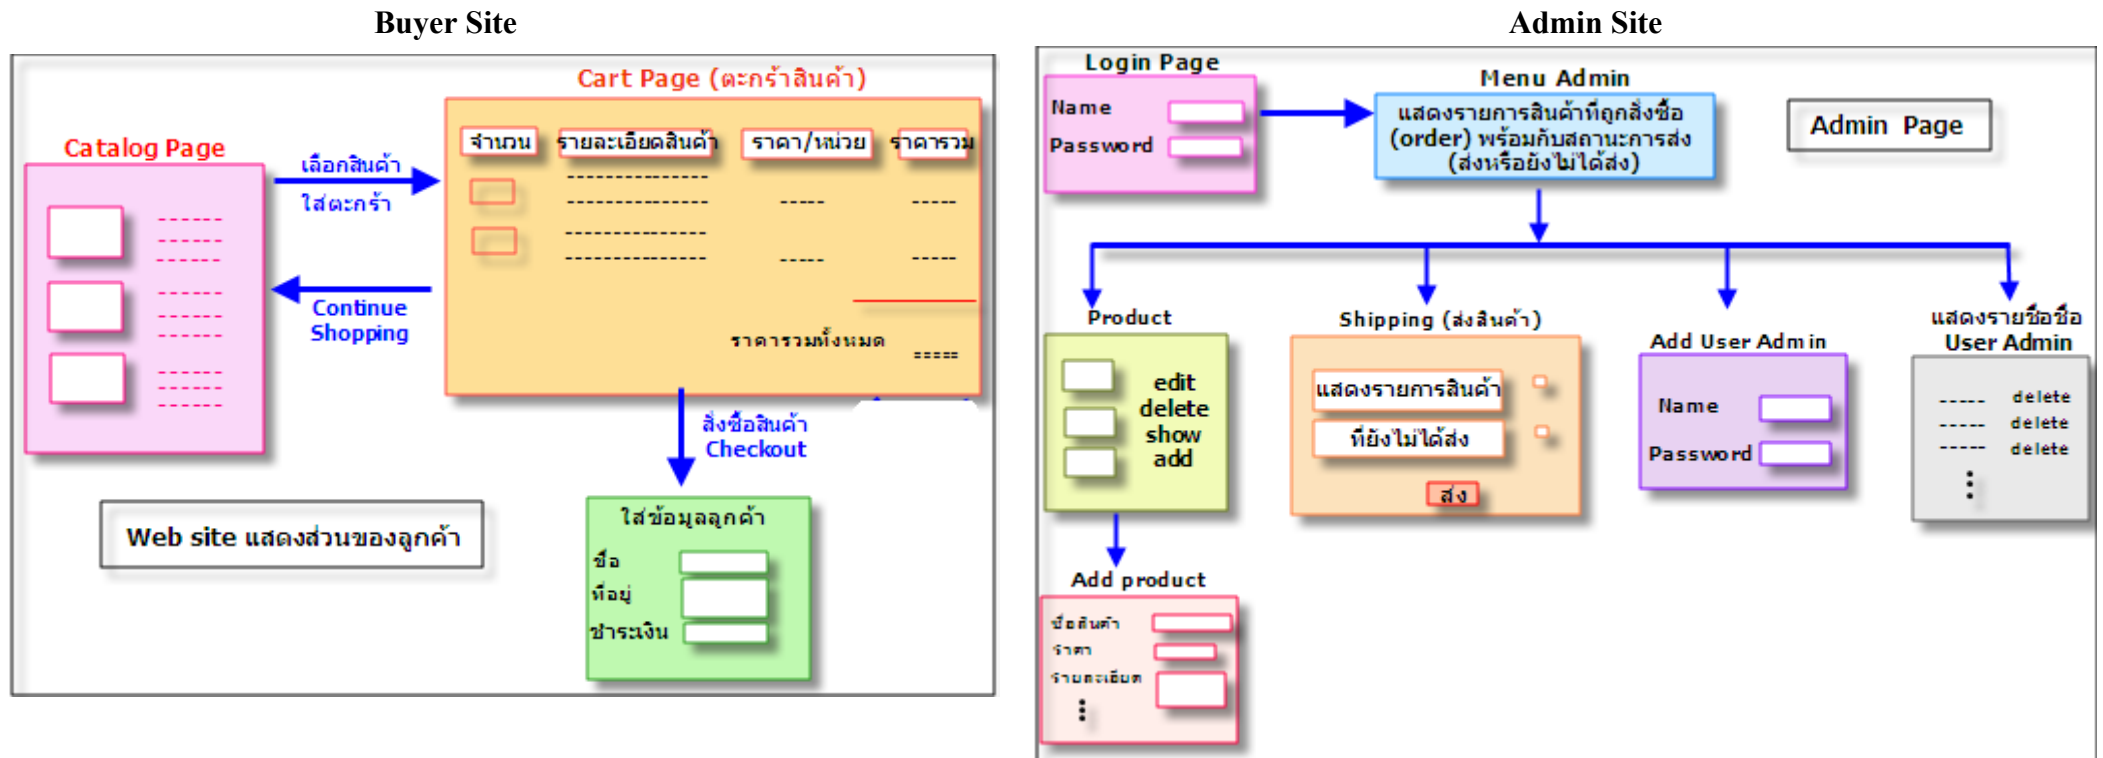 Buyer Site
Cart Page (ตะกร้าสินค้า)
จำนวน รายละเอียดสินค้า ราคา/หน่วย ราคารวม
Catalog Page
เลือกสินค้า
ใส่ตะกร้า
Continue
Shopping
ราคารวมทั้งหมด
สั่งซื้อสินค้า
Checkout
Web site แสดงส่วนของลูกค้า
ใส่ข้อมูลลูกค้า
ชื่อ
ที่อยู่
ชำระเงิน
Admin Site
Login Page
Name
Password
Menu Admin
แสดงรายการสินค้าที่ถูกสั่งซื้อ
(order) พร้อมกับสถานะการส่ง
(ส่งหรือยังไม่ได้ส่ง)
Admin Page
Product
edit
delete
show
add
Shipping (ส่งสินค้า)
แสดงรายการสินค้า
ที่ยังไม่ได้ส่ง
ส่ง
Add User Admin
Name
Password
แสดงรายชื่อชื่อ
User Admin
delete
delete
delete
Add product
ชื่อสินค้า
ราคา
รายละเอียด